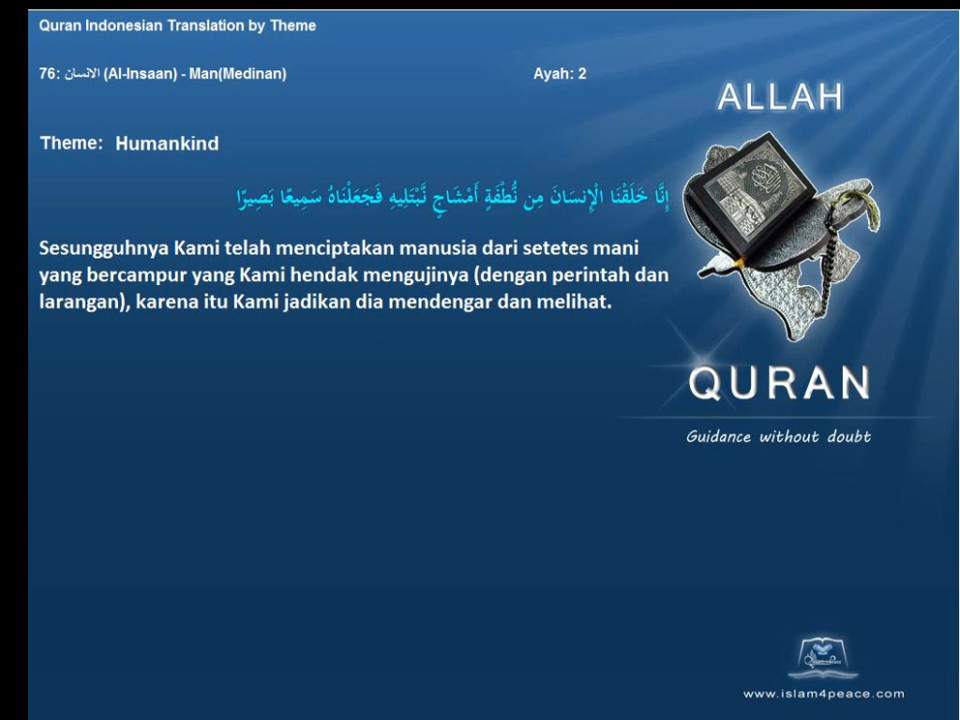 Quran Indonesian Translation by Theme
76: الانسان (Al-Insaan) - Man(Medinan)
Ayah: 2
ALLAH
Theme: Humankind
إِنَّا خَلَقْنَا الْإِنسَانَ مِن نُّطْفَةٍ أَمْشَاجٍ نَّبْتَلِيهِ فَجَعَلْنَاهُ سَمِيعًا بَصِيرًا
Sesungguhnya Kami telah menciptakan manusia dari setetes mani
yang bercampur yang Kami hendak mengujinya (dengan perintah dan
larangan), karena itu Kami jadikan dia mendengar dan melihat.
QURAN
Guidance without doubt
www.islam4peace.com